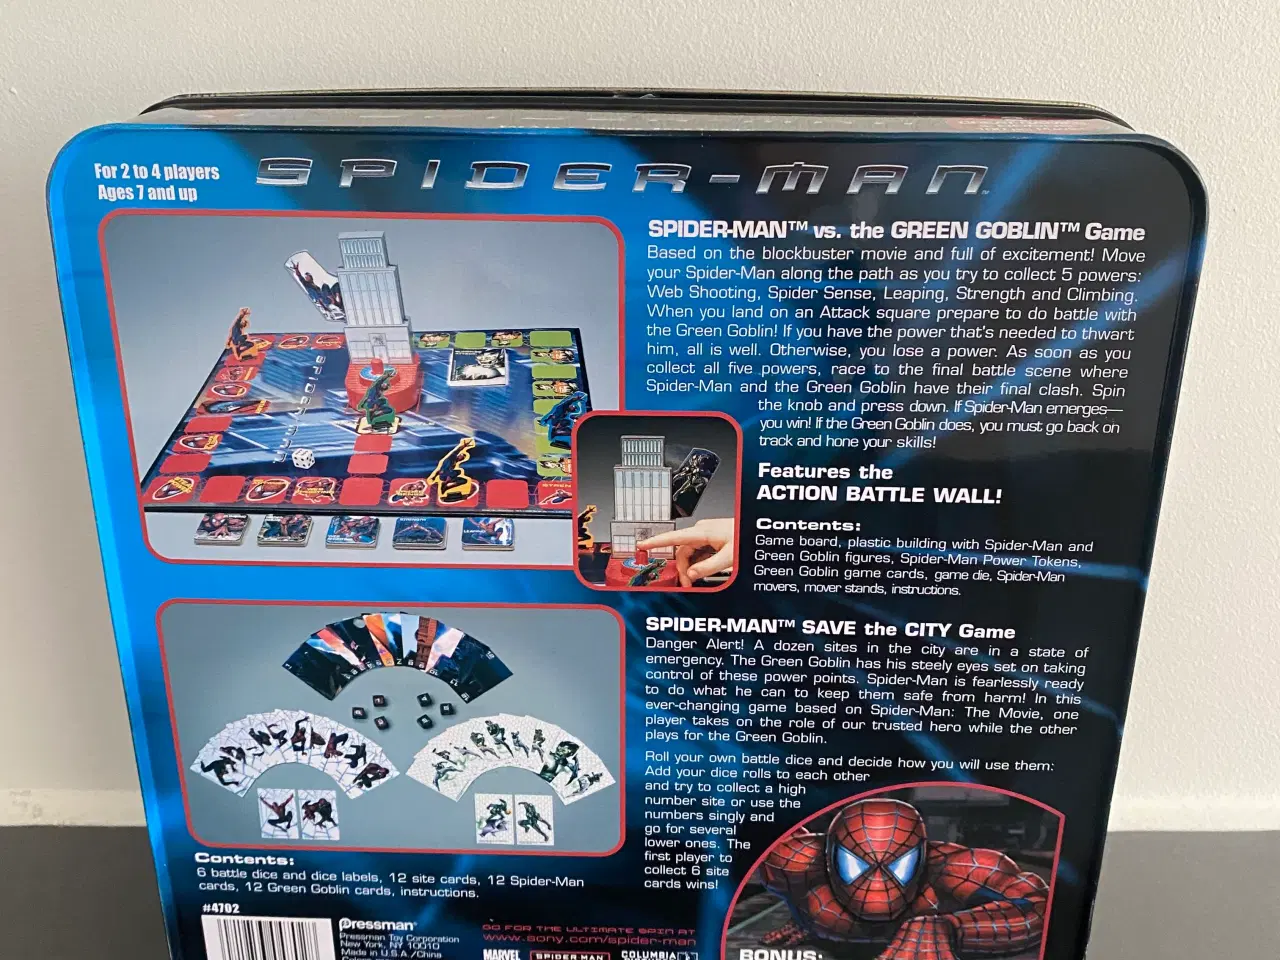 For 2 to 4 players
Ages 7 and up
SPIDER-MAN™
SPIDER-MAN™ vs. the GREEN GOBLIN™ Game
Based on the blockbuster movie and full of excitement! Move
your Spider-Man along the path as you try to collect 5 powers:
Web Shooting, Spider Sense, Leaping, Strength and Climbing.
When you land on an Attack square prepare to do battle with
the Green Goblin! If you have the power that's needed to thwart
him, all is well. Otherwise, you lose a power. As soon as you
collect all five powers, race to the final battle scene where
Spider-Man and the Green Goblin have their final clash. Spin
the knob and press down. If Spider-Man emerges—
you win! If the Green Goblin does, you must go back on
track and hone your skills!
Features the
ACTION BATTLE WALL!
Contents:
Game board, plastic building with Spider-Man and
Green Goblin figures, Spider-Man Power Tokens,
Green Goblin game cards, game die, Spider-Man
movers, mover stands, instructions.
SPIDER-MAN
SPIDER-MAN™ SAVE the CITY Game
Danger Alert! A dozen sites in the city are in a state of
emergency. The Green Goblin has his steely eyes set on taking
control of these power points. Spider-Man is fearlessly ready
to do what he can to keep them safe from harm! In this
ever-changing game based on Spider-Man: The Movie, one
player takes on the role of our trusted hero while the other
plays for the Green Goblin.
Roll your own battle dice and decide how you will use them:
Add your dice rolls to each other
and try to collect a high
number site or use the
numbers singly and
go for several
lower ones. The
first player to
collect 6 site
cards wins!
Contents:
6 battle dice and dice labels, 12 site cards, 12 Spider-Man
cards, 12 Green Goblin cards, instructions.
#4702
Pressman®
Pressman Toy Corporation
New York, NY 10010
Made in U.S.A./China
GO FOR THE ULTIMATE SPIN AT
www.sony.com/spider-man
MARVEL
SPIDER-MAN
COLUMBIA
BONUS: